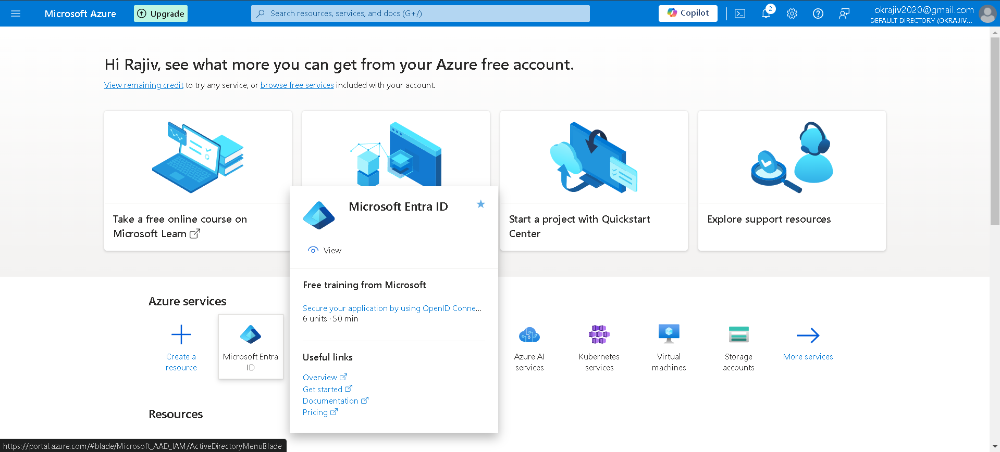 Microsoft Azure
Upgrade
Search resources, services, and docs (G+/)
Copilot
2
okrajiv2020@gmail.com
DEFAULT DIRECTORY (OKRAJIV...
Hi Rajiv, see what more you can get from your Azure free account.
View remaining credit to try any service, or browse free services included with your account.
Take a free online course on
Microsoft Learn
Start a project with Quickstart
Center
Explore support resources
Microsoft Entra ID
View
Free training from Microsoft
Secure your application by using OpenID Conne...
6 units · 50 min
Useful links
Overview
Get started
Documentation
Pricing
Azure services
Create a
resource
Microsoft Entra
ID
Azure AI
services
Kubernetes
services
Virtual
machines
Storage
accounts
More services
Resources
https://portal.azure.com/#blade/Microsoft_AAD_IAM/ActiveDirectoryMenuBlade